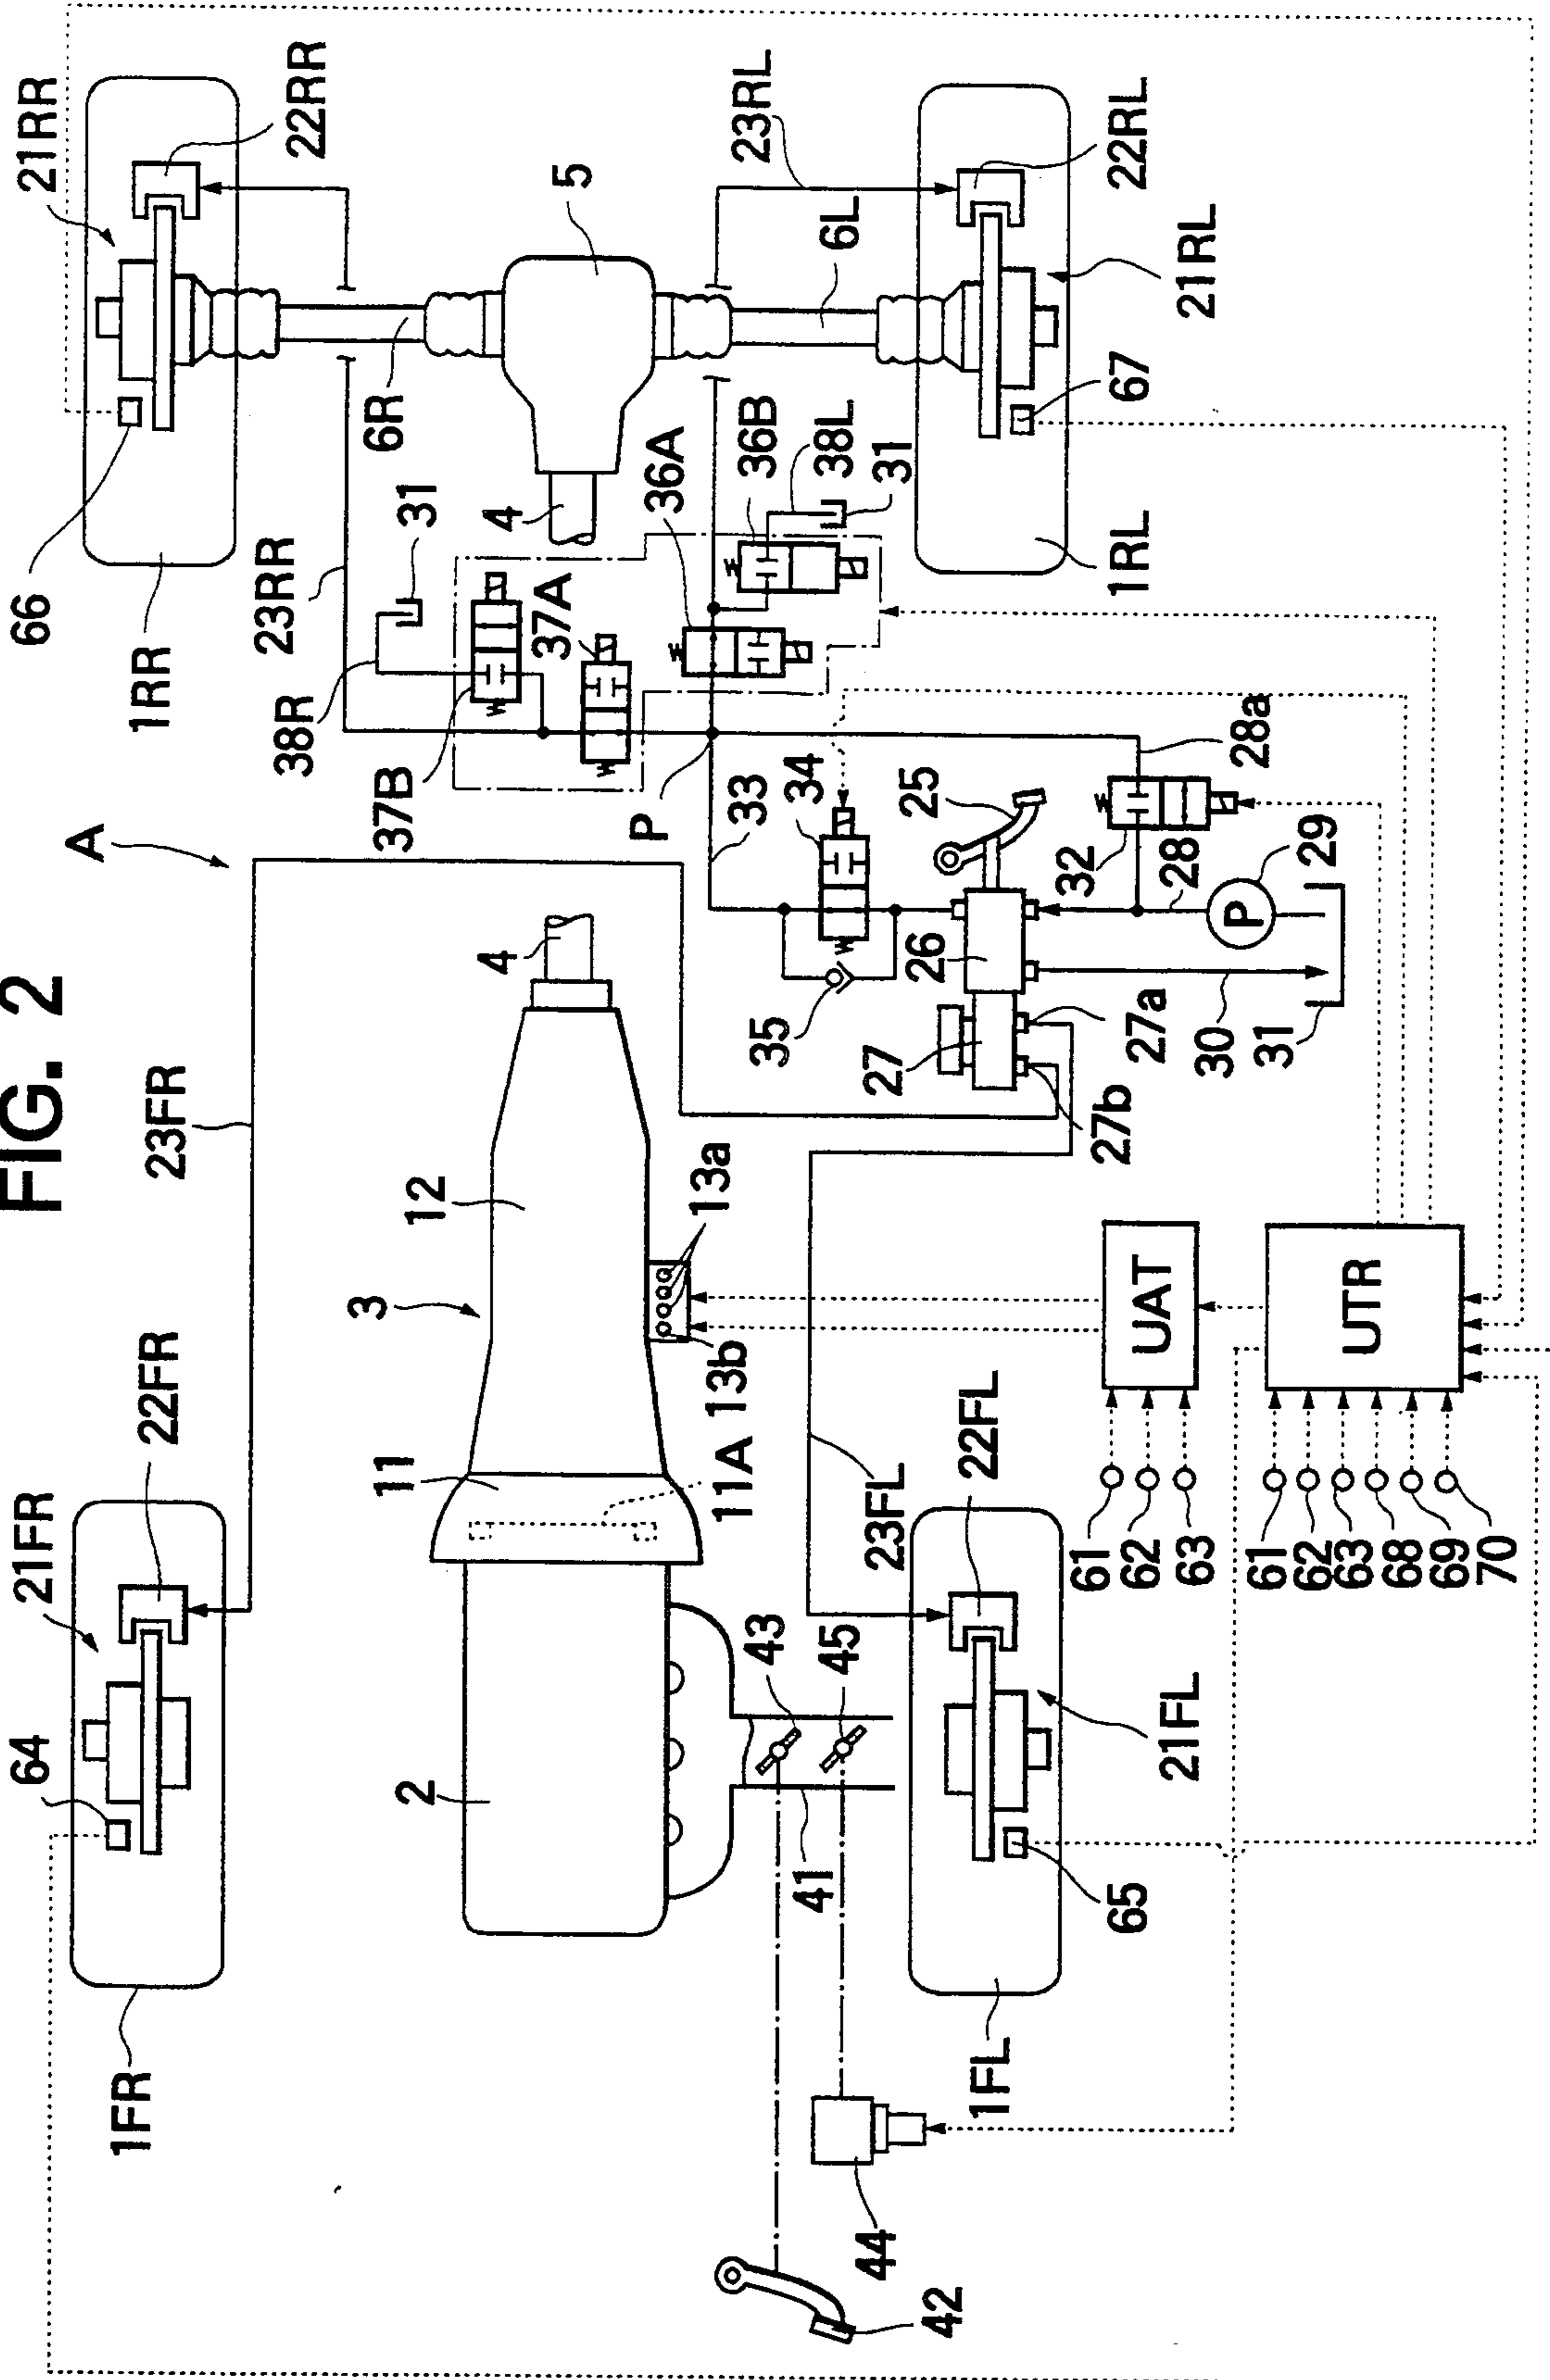 FIG. 2
A
1FR
64
21FR
22FR
23FR
66
1RR
21RR
22RR
23RR
38R
31
37B
37A
6R
5
4
3
12
4
11
11A
13b
13a
2
41
43
45
42
44
P
33
34
35
36A
36B
38L
31
23RL
6L
22RL
21RL
67
1RL
25
26
27
27a
27b
28
28a
29
P
30
31
32
23FL
22FL
21FL
65
1FL
UAT
61
62
63
UTR
61
62
63
68
69
70